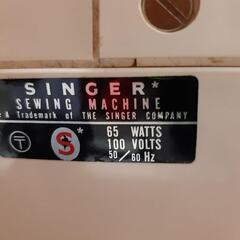 SINGER*
SEWING MACHINE
A Trademark of THE SINGER COMPANY
T
S*
65 WATTS
100 VOLTS
50/60 Hz